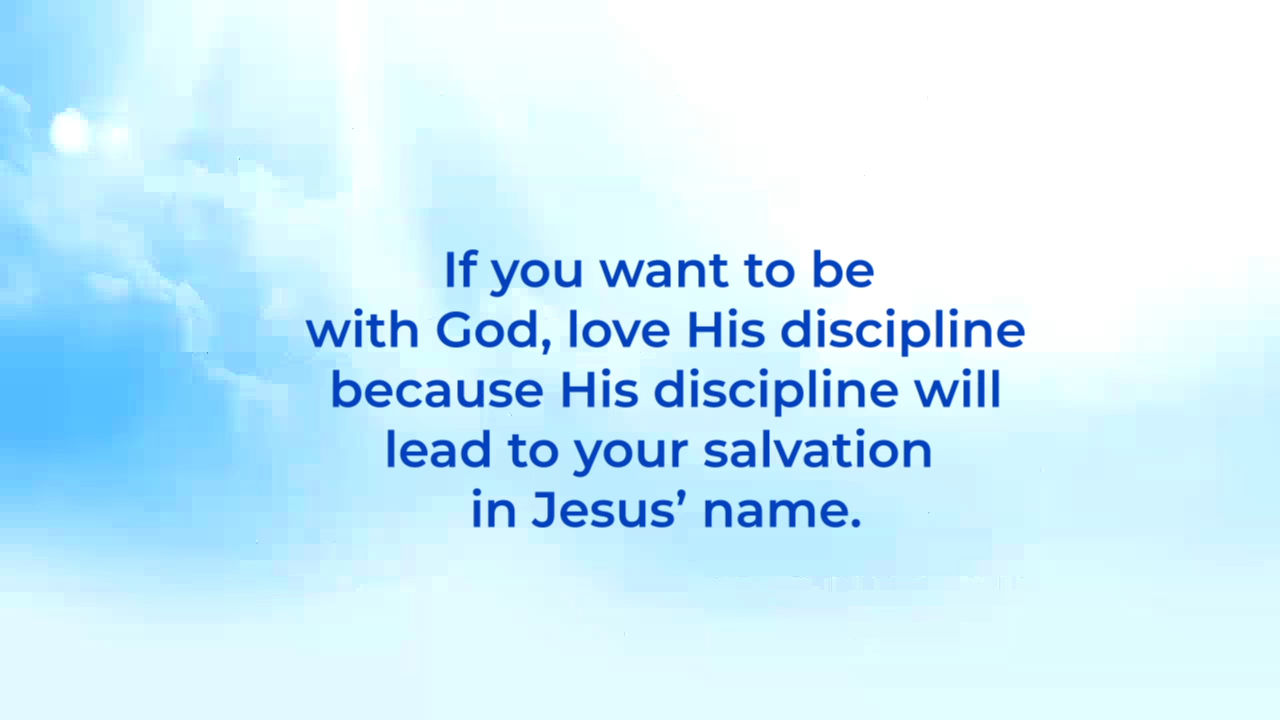 If you want to be
with God, love His discipline
because His discipline will
lead to your salvation
in Jesus’ name.